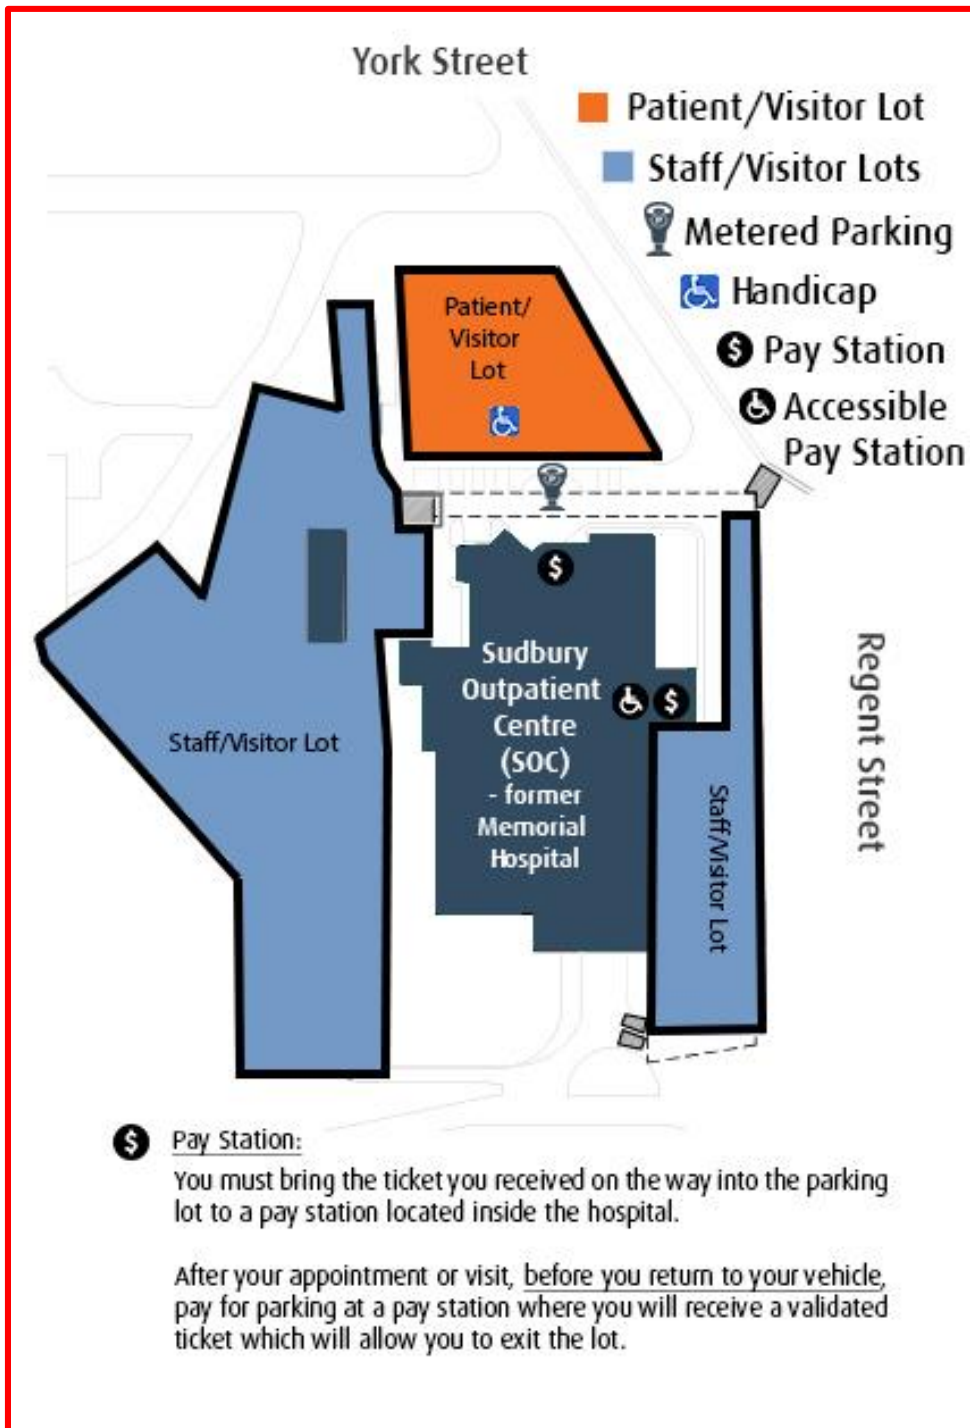 York Street
Patient/Visitor Lot
Staff/Visitor Lots
Metered Parking
Handicap
$ Pay Station
Accessible
Pay Station
Patient/
Visitor
Lot
$
Sudbury
Outpatient
Centre
(SOC)
- former
Memorial
Hospital
$
Staff/Visitor Lot
Staff/Visitor Lot
Regent Street
$ Pay Station:
You must bring the ticket you received on the way into the parking
lot to a pay station located inside the hospital.
After your appointment or visit, before you return to your vehicle,
pay for parking at a pay station where you will receive a validated
ticket which will allow you to exit the lot.